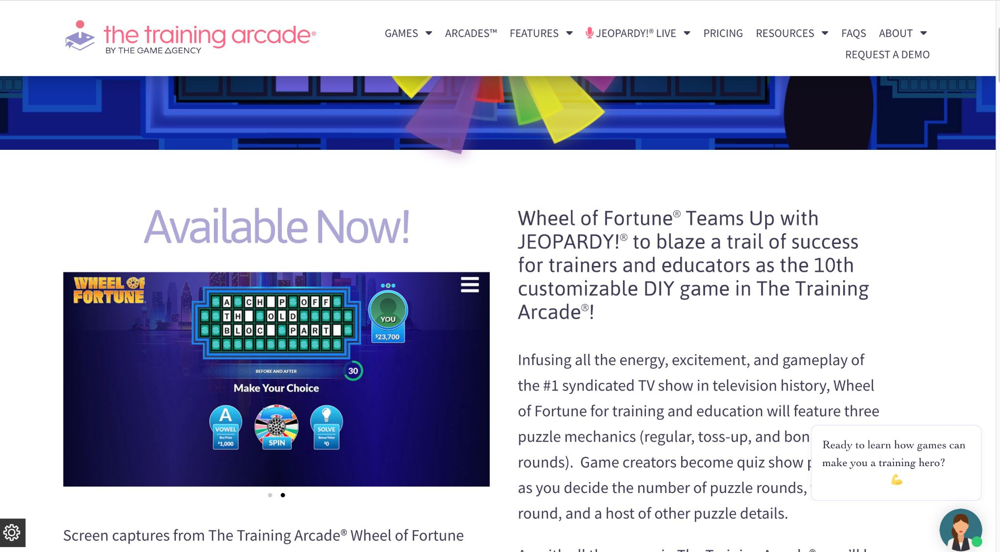 the training arcade®
BY THE GAME AGENCY
GAMES ARCADES™ FEATURES JEOPARDY!® LIVE PRICING RESOURCES FAQS ABOUT
REQUEST A DEMO
Available Now!
WHEEL OF
FORTUNE
A CH P OFF
TH OLD
BLOC PART
YOU
$23,700
BEFORE AND AFTER
30
Make Your Choice
A
VOWEL
Buy Price
$1,000
SPIN
SOLVE
Bonus Value
$0
Screen captures from The Training Arcade® Wheel of Fortune
Wheel of Fortune® Teams Up with
JEOPARDY!® to blaze a trail of success
for trainers and educators as the 10th
customizable DIY game in The Training
Arcade®!
Infusing all the energy, excitement, and gameplay of
the #1 syndicated TV show in television history, Wheel
of Fortune for training and education will feature three
puzzle mechanics (regular, toss-up, and bon
rounds). Game creators become quiz show p
as you decide the number of puzzle rounds,
round, and a host of other puzzle details.
Ready to learn how games can
make you a training hero?
💪